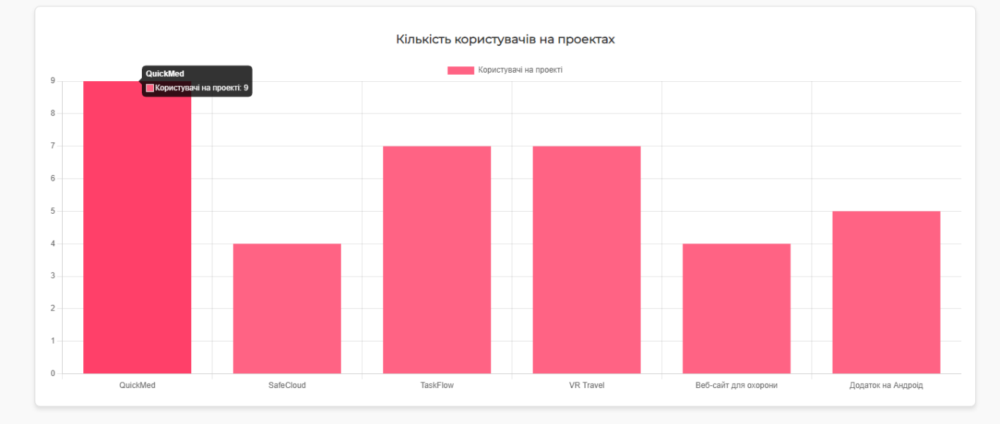 Кількість користувачів на проектах
Користувачі на проекті
QuickMed
Користувачі на проекті: 9
9
8
7
6
5
4
3
2
1
0
QuickMed
SafeCloud
TaskFlow
VR Travel
Веб-сайт для охорони
Додаток на Андроід